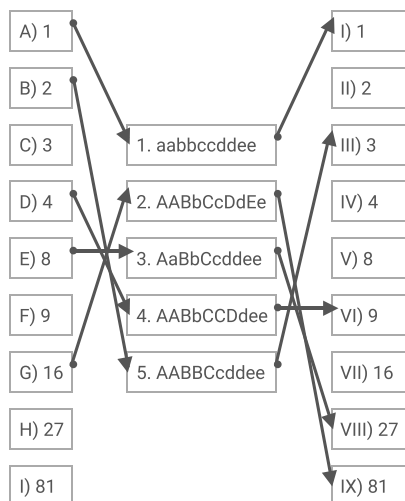 A) 1
B) 2
C) 3
D) 4
E) 8
F) 9
G) 16
H) 27
I) 81
1. aabbccddee
2. AABbCcDdEe
3. AaBbCcddee
4. AABbCCDdee
5. AABBCcddee
I) 1
II) 2
III) 3
IV) 4
V) 8
VI) 9
VII) 16
VIII) 27
IX) 81